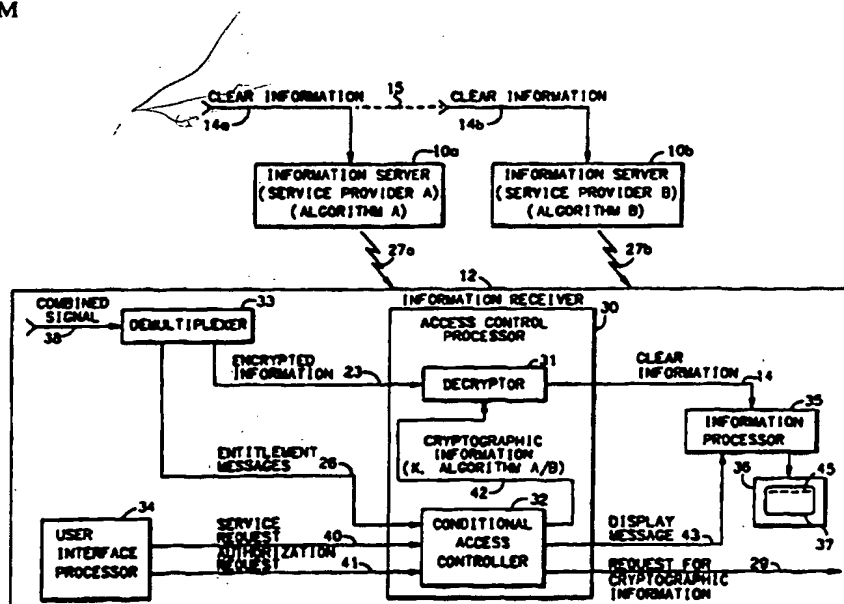 M
CLEAR INFORMATION
14a
15
CLEAR INFORMATION
14b
10a
INFORMATION SERVER
(SERVICE PROVIDER A)
(ALGORITHM A)
10b
INFORMATION SERVER
(SERVICE PROVIDER B)
(ALGORITHM B)
27a
27b
12
INFORMATION RECEIVER
COMBINED
SIGNAL
38
33
DEMULTIPLEXER
30
ACCESS CONTROL
PROCESSOR
ENCRYPTED
INFORMATION
23
31
DECRYPTOR
CLEAR
INFORMATION
14
35
INFORMATION
PROCESSOR
CRYPTOGRAPHIC
INFORMATION
(K, ALGORITHM A/B)
42
ENTITLEMENT
MESSAGES
26
36
45
37
34
USER
INTERFACE
PROCESSOR
SERVICE
REQUEST
40
AUTHORIZATION
REQUEST
41
32
CONDITIONAL
ACCESS
CONTROLLER
DISPLAY
MESSAGE
43
REQUEST FOR
CRYPTOGRAPHIC
INFORMATION
29